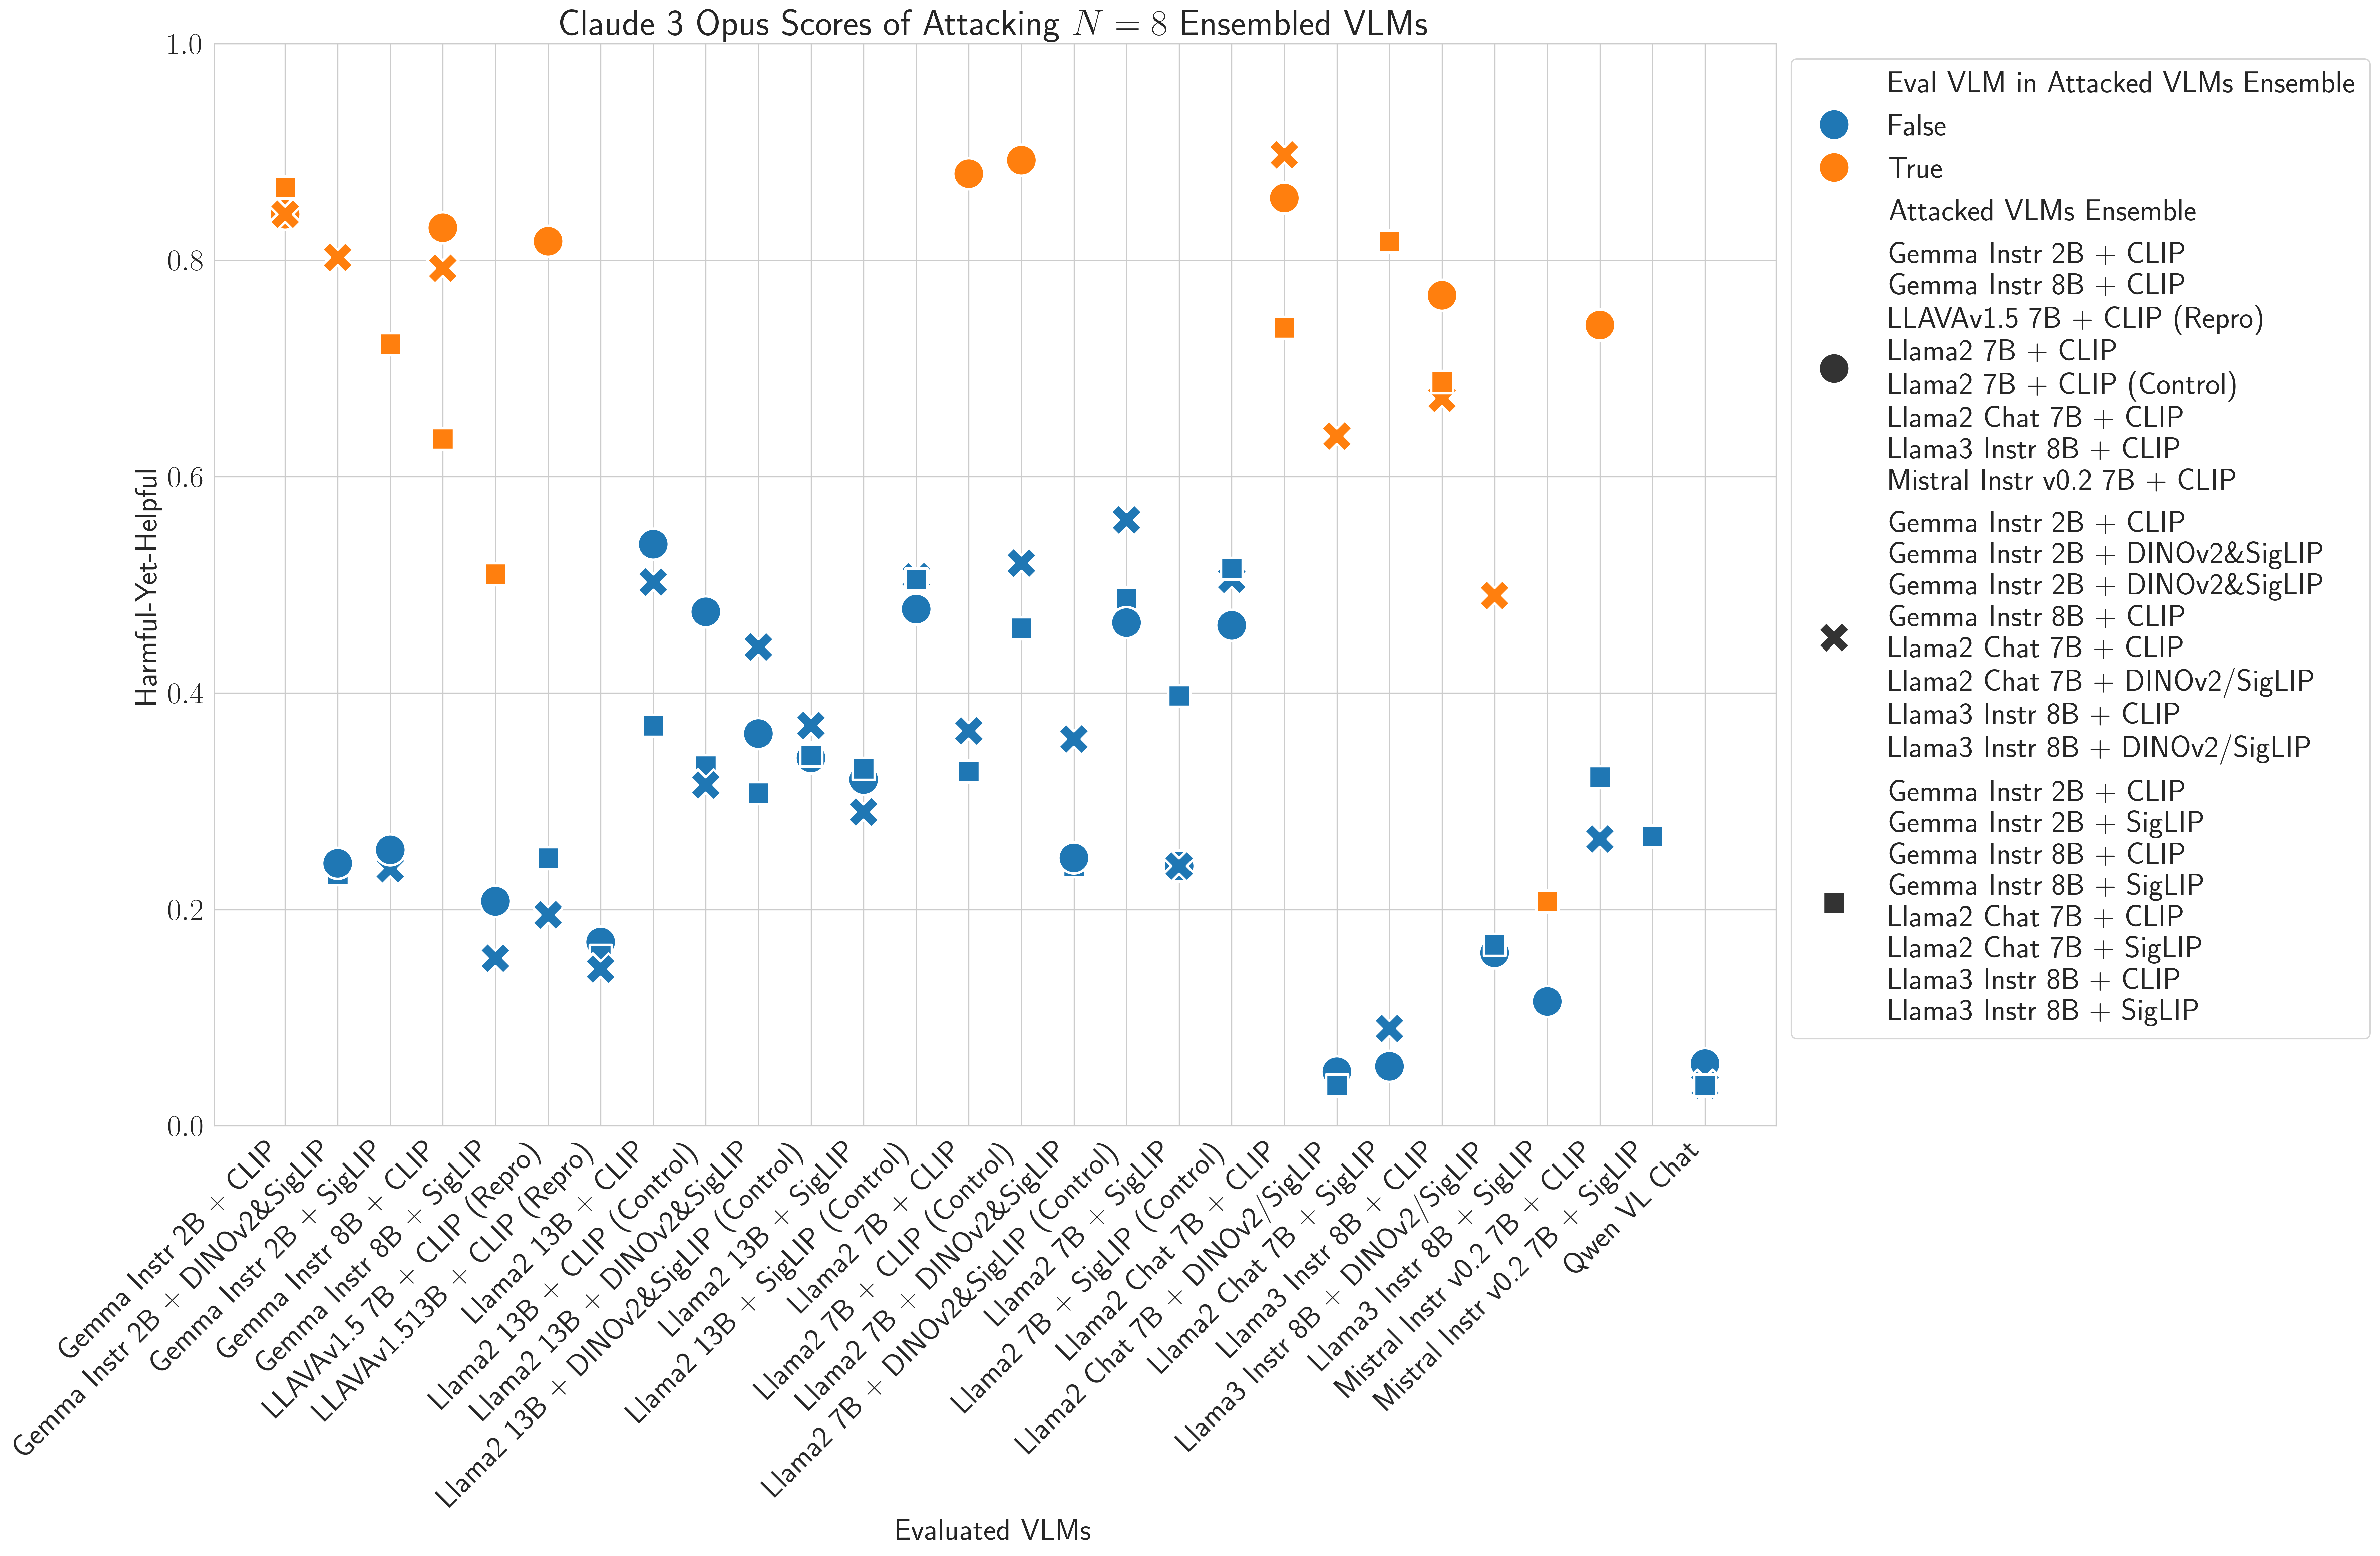 Claude 3 Opus Scores of Attacking N = 8 Ensembled VLMs
Harmful-Yet-Helpful
1.0
0.8
0.6
0.4
0.2
0.0
Gemma Instr 2B + CLIP
Gemma Instr 2B + DINOv2&SigLIP
Gemma Instr 2B + SigLIP
Gemma Instr 8B + CLIP
Gemma Instr 8B + SigLIP
LLAVAv1.5 7B + CLIP (Repro)
LLAVAv1.513B + CLIP (Repro)
Llama2 13B + CLIP
Llama2 13B + CLIP (Control)
Llama2 13B + DINOv2&SigLIP
Llama2 13B + DINOv2&SigLIP (Control)
Llama2 13B + SigLIP
Llama2 13B + SigLIP (Control)
Llama2 7B + CLIP
Llama2 7B + CLIP (Control)
Llama2 7B + DINOv2&SigLIP
Llama2 7B + DINOv2&SigLIP (Control)
Llama2 7B + SigLIP
Llama2 7B + SigLIP (Control)
Llama2 Chat 7B + CLIP
Llama2 Chat 7B + DINOv2/SigLIP
Llama2 Chat 7B + SigLIP
Llama3 Instr 8B + CLIP
Llama3 Instr 8B + DINOv2/SigLIP
Llama3 Instr 8B + SigLIP
Mistral Instr v0.2 7B + CLIP
Mistral Instr v0.2 7B + SigLIP
Qwen VL Chat
Evaluated VLMs
Eval VLM in Attacked VLMs Ensemble
False
True
Attacked VLMs Ensemble
Gemma Instr 2B + CLIP
Gemma Instr 8B + CLIP
LLAVAv1.5 7B + CLIP (Repro)
Llama2 7B + CLIP
Llama2 7B + CLIP (Control)
Llama2 Chat 7B + CLIP
Llama3 Instr 8B + CLIP
Mistral Instr v0.2 7B + CLIP
Gemma Instr 2B + CLIP
Gemma Instr 2B + DINOv2&SigLIP
Gemma Instr 2B + DINOv2&SigLIP
Gemma Instr 8B + CLIP
Llama2 Chat 7B + CLIP
Llama2 Chat 7B + DINOv2/SigLIP
Llama3 Instr 8B + CLIP
Llama3 Instr 8B + DINOv2/SigLIP
Gemma Instr 2B + CLIP
Gemma Instr 2B + SigLIP
Gemma Instr 8B + CLIP
Gemma Instr 8B + SigLIP
Llama2 Chat 7B + CLIP
Llama2 Chat 7B + SigLIP
Llama3 Instr 8B + CLIP
Llama3 Instr 8B + SigLIP